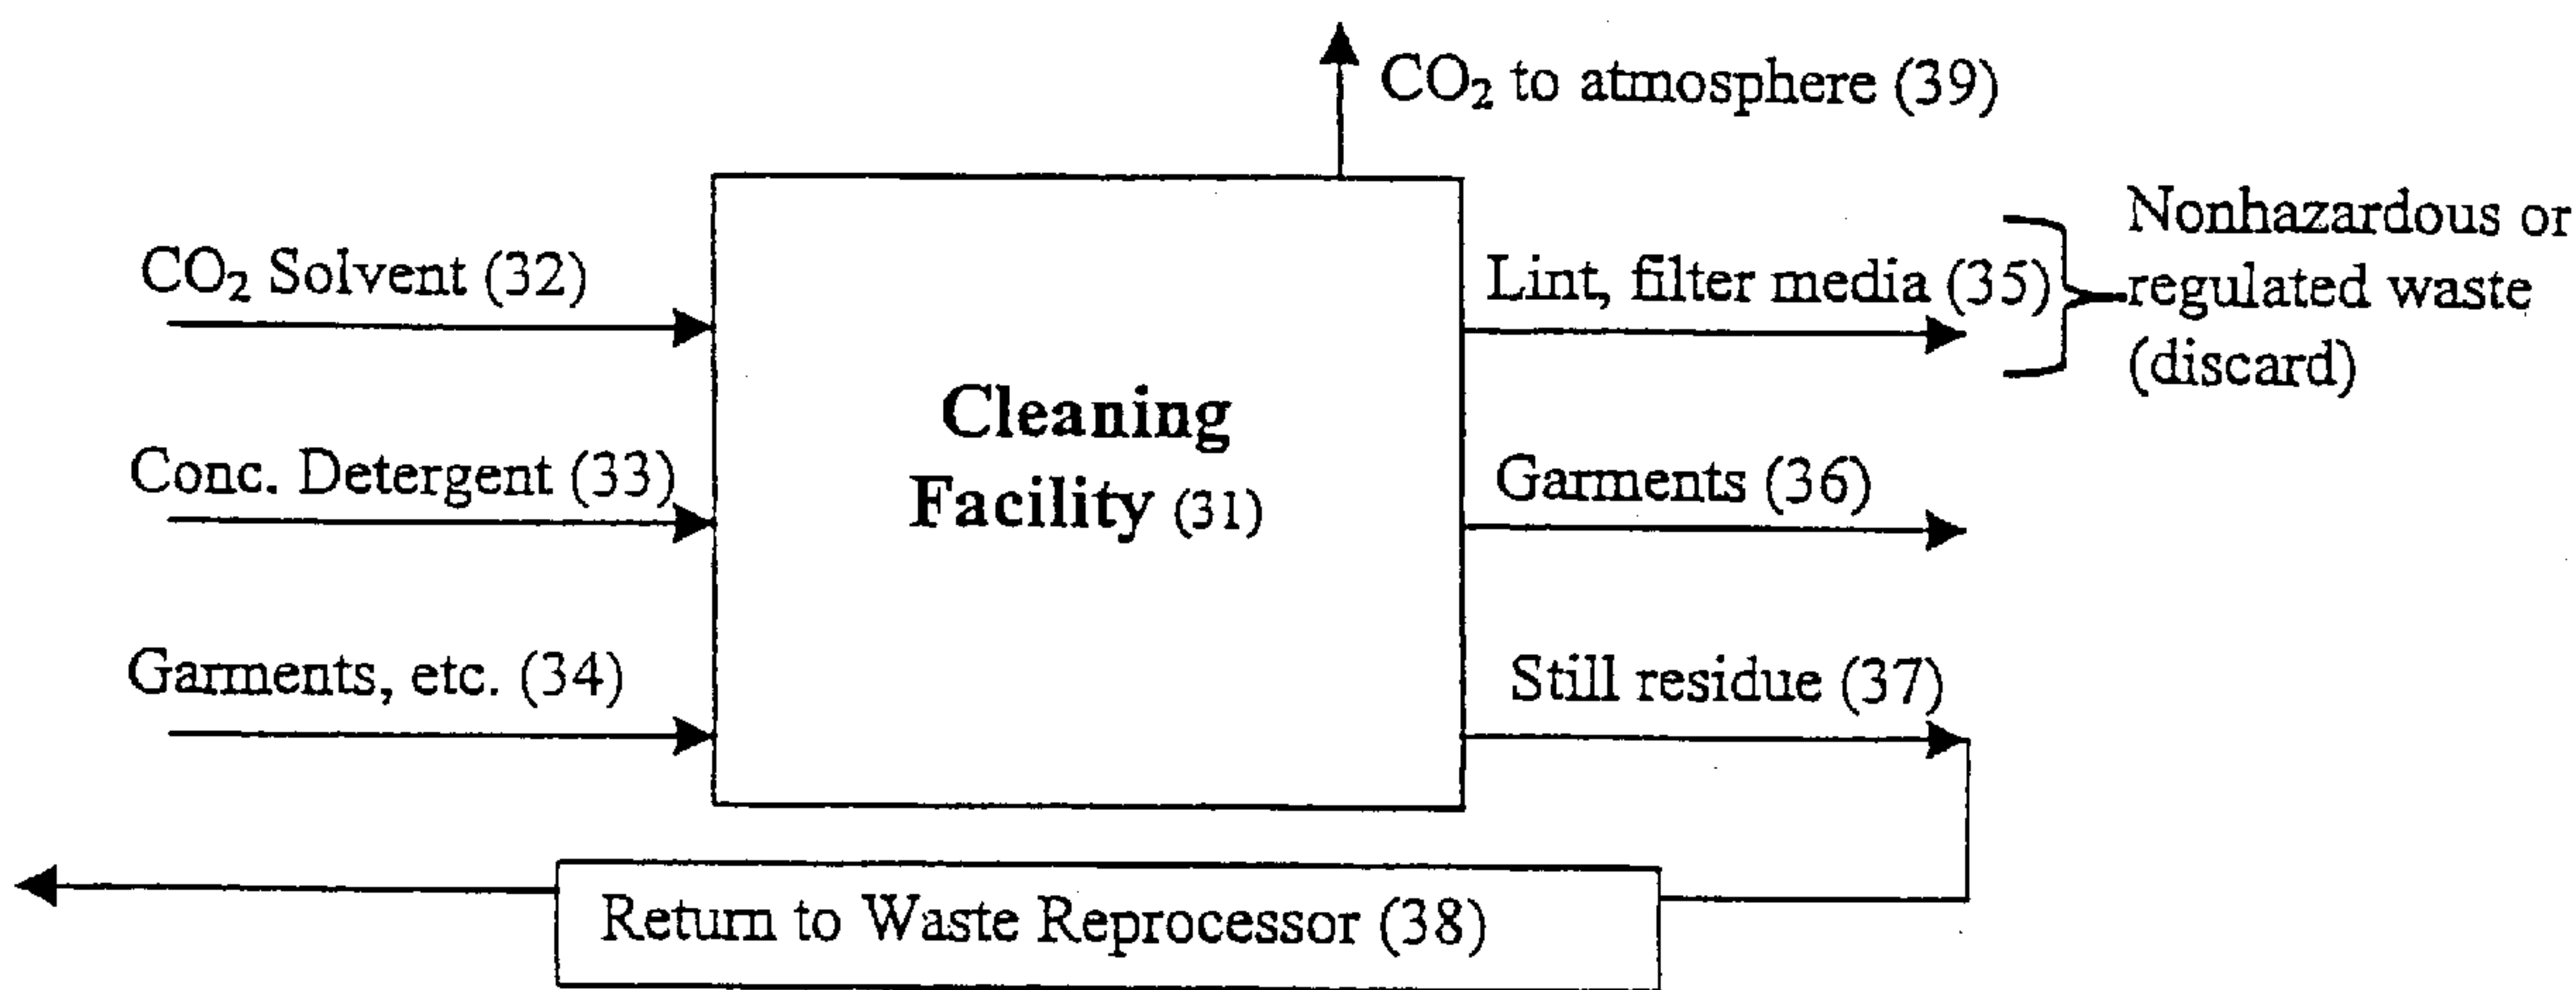 CO₂ to atmosphere (39)
Nonhazardous or
regulated waste
(discard)
CO₂ Solvent (32)
Lint, filter media (35)
Cleaning
Facility (31)
Conc. Detergent (33)
Garments (36)
Garments, etc. (34)
Still residue (37)
Return to Waste Reprocessor (38)